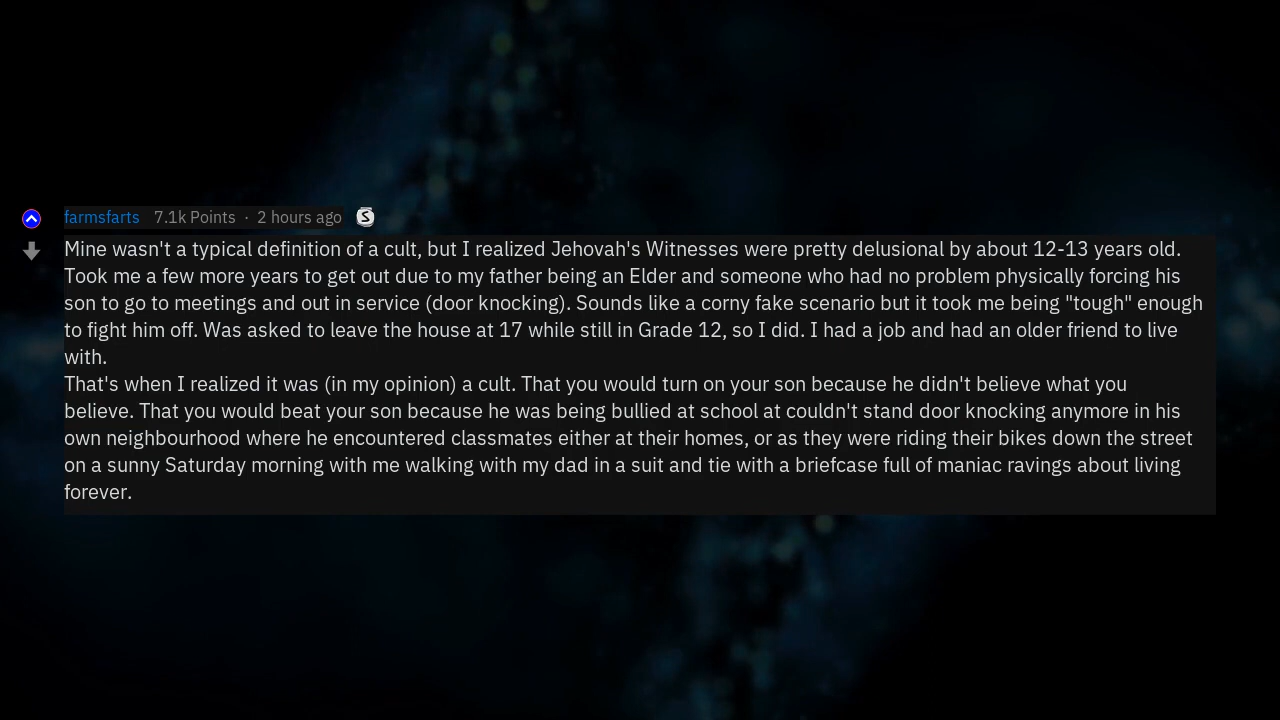 farmsfarts 7.1k Points · 2 hours ago S
Mine wasn't a typical definition of a cult, but I realized Jehovah's Witnesses were pretty delusional by about 12-13 years old.
Took me a few more years to get out due to my father being an Elder and someone who had no problem physically forcing his
son to go to meetings and out in service (door knocking). Sounds like a corny fake scenario but it took me being "tough" enough
to fight him off. Was asked to leave the house at 17 while still in Grade 12, so I did. I had a job and had an older friend to live
with.
That's when I realized it was (in my opinion) a cult. That you would turn on your son because he didn't believe what you
believe. That you would beat your son because he was being bullied at school at couldn't stand door knocking anymore in his
own neighbourhood where he encountered classmates either at their homes, or as they were riding their bikes down the street
on a sunny Saturday morning with me walking with my dad in a suit and tie with a briefcase full of maniac ravings about living
forever.